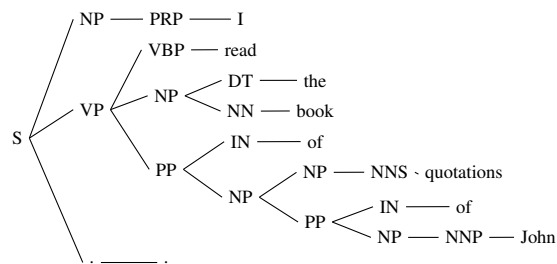 NP PRP I
VBP read
DT the
VP NP
NN book
S
IN of
PP
NP NNS quotations
NP
IN of
PP
NP NNP John
. .